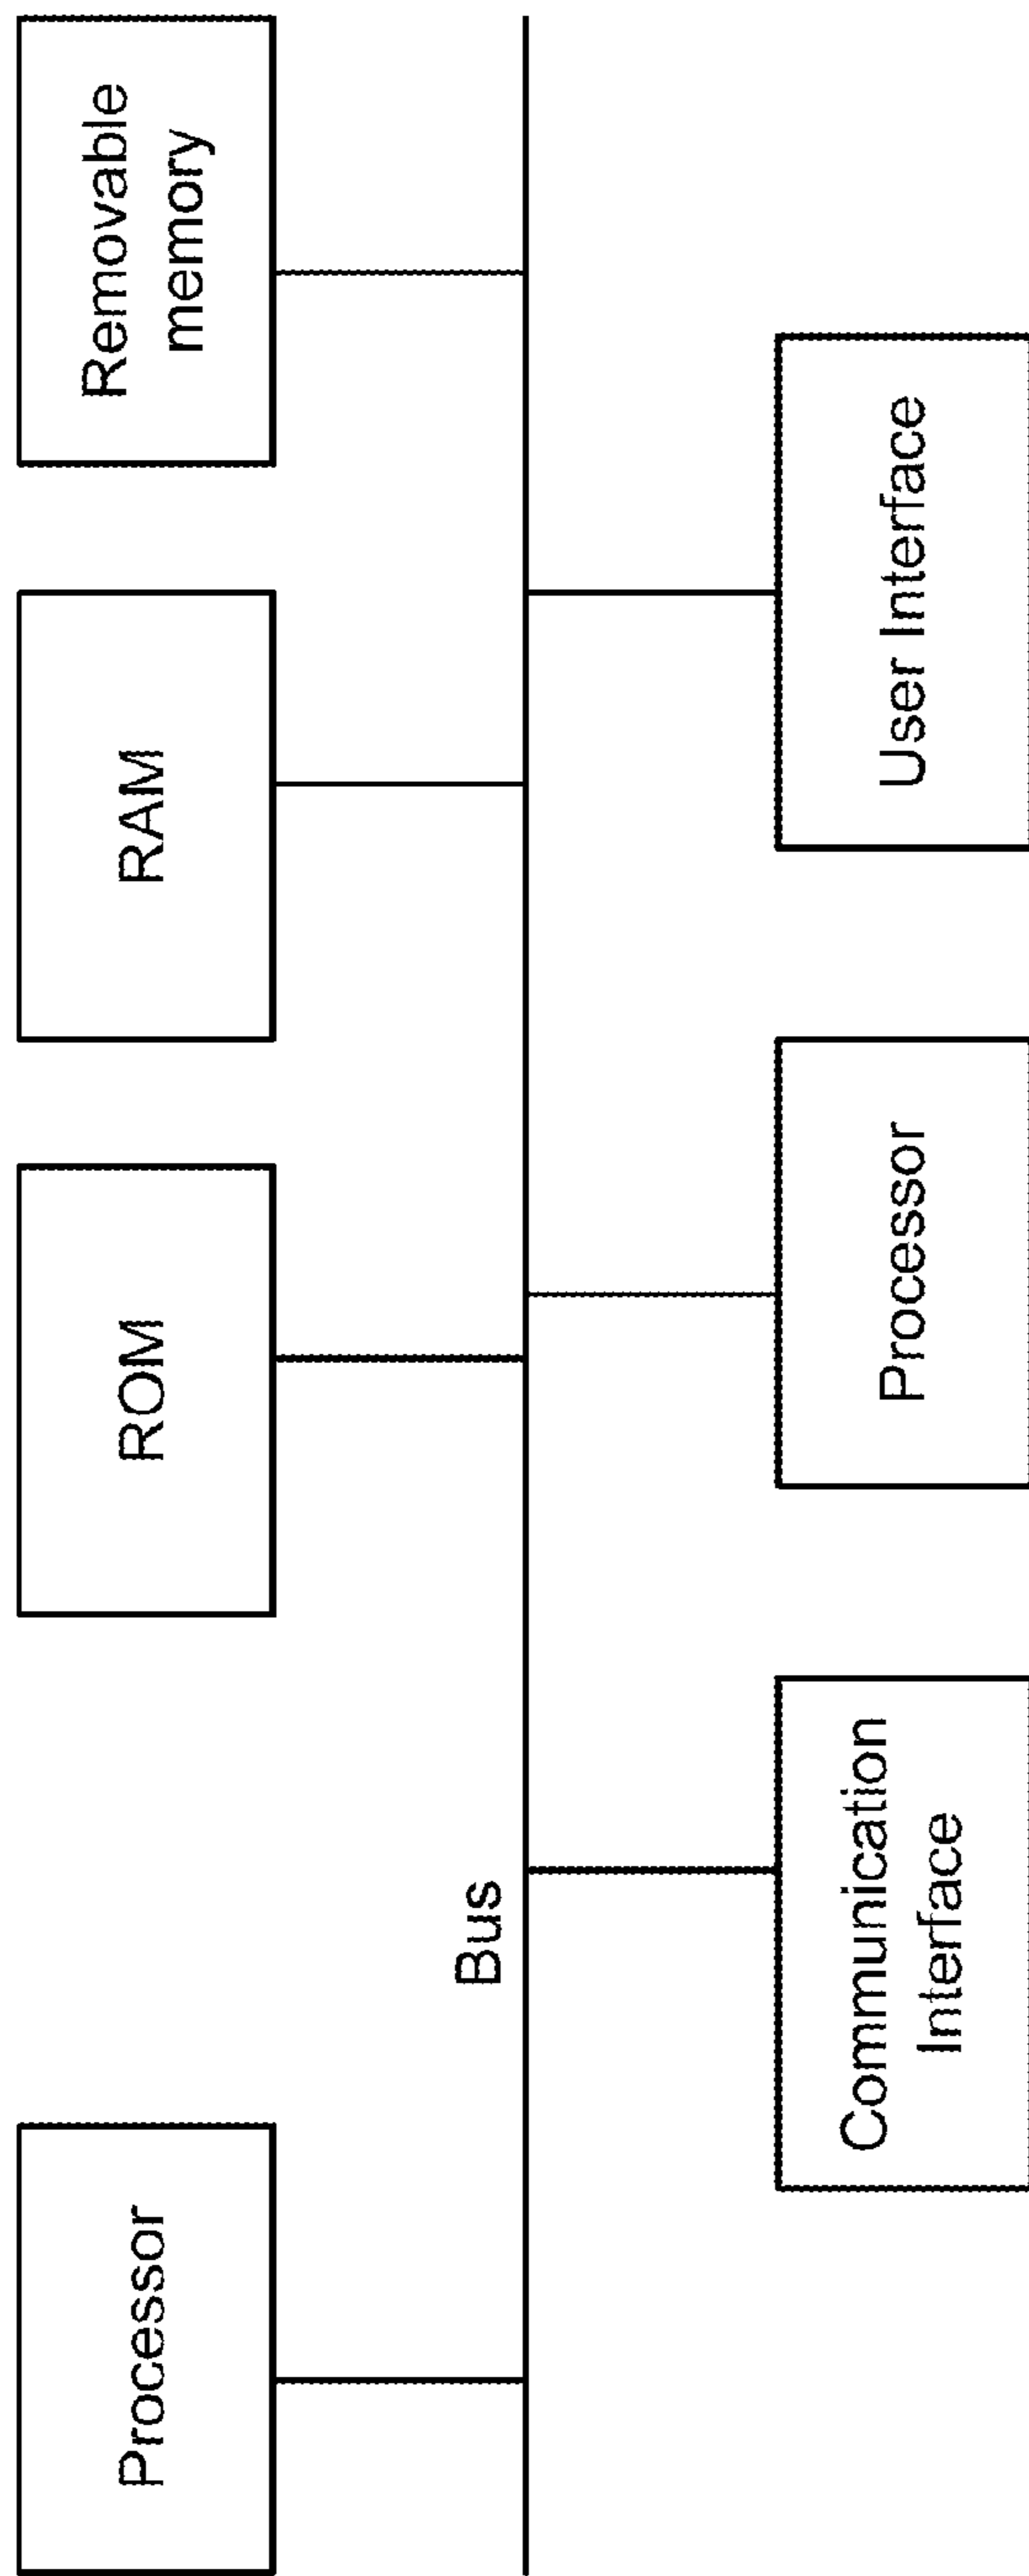 Processor
ROM
RAM
Removable
memory
Bus
Communication
Interface
Processor
User Interface